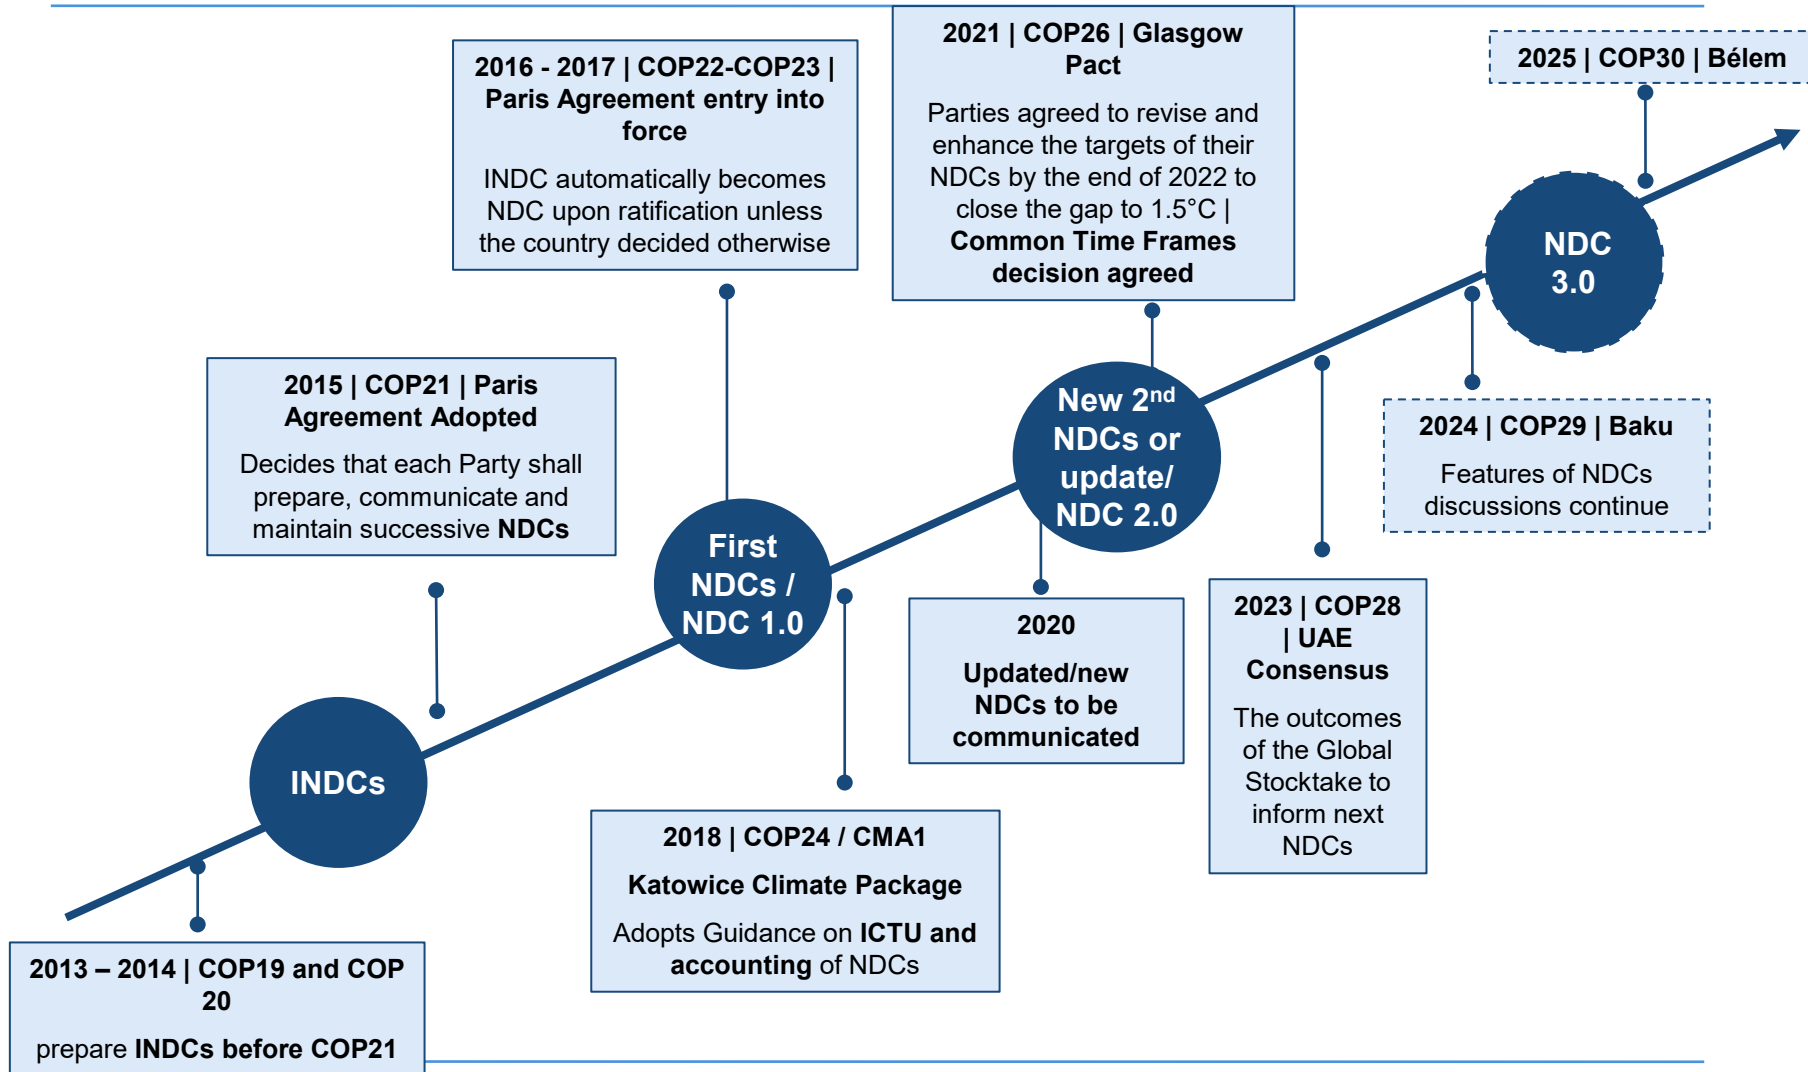 2013 – 2014 | COP19 and COP
20
prepare INDCs before COP21
INDCs
2015 | COP21 | Paris
Agreement Adopted
Decides that each Party shall
prepare, communicate and
maintain successive NDCs
2016 - 2017 | COP22-COP23 |
Paris Agreement entry into
force
INDC automatically becomes
NDC upon ratification unless
the country decided otherwise
First
NDCs /
NDC 1.0
2018 | COP24 / CMA1
Katowice Climate Package
Adopts Guidance on ICTU and
accounting of NDCs
2020
Updated/new
NDCs to be
communicated
New 2nd
NDCs or
update/
NDC 2.0
2021 | COP26 | Glasgow
Pact
Parties agreed to revise and
enhance the targets of their
NDCs by the end of 2022 to
close the gap to 1.5°C |
Common Time Frames
decision agreed
2023 | COP28
| UAE
Consensus
The outcomes
of the Global
Stocktake to
inform next
NDCs
2024 | COP29 | Baku
Features of NDCs
discussions continue
NDC
3.0
2025 | COP30 | Bélem